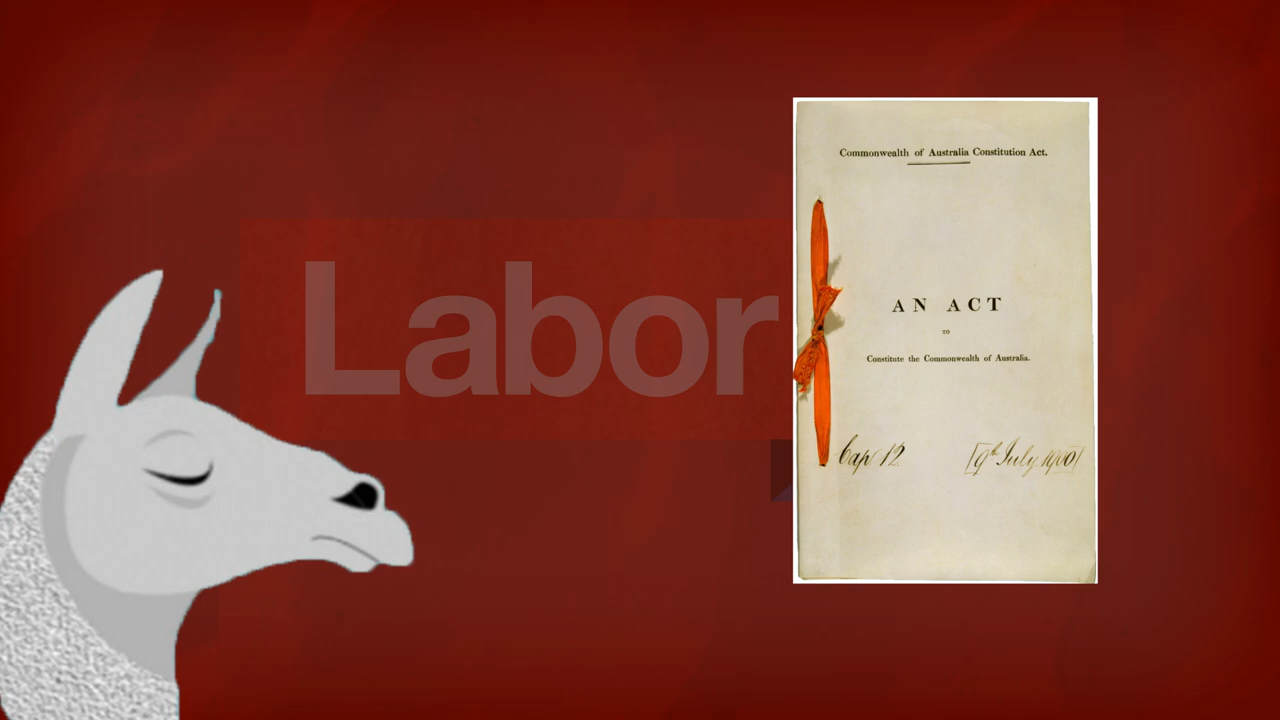 Labor
Commonwealth of Australia Constitution Act.
AN ACT
TO
Constitute the Commonwealth of Australia.
Cap 12 [9th July 1900]